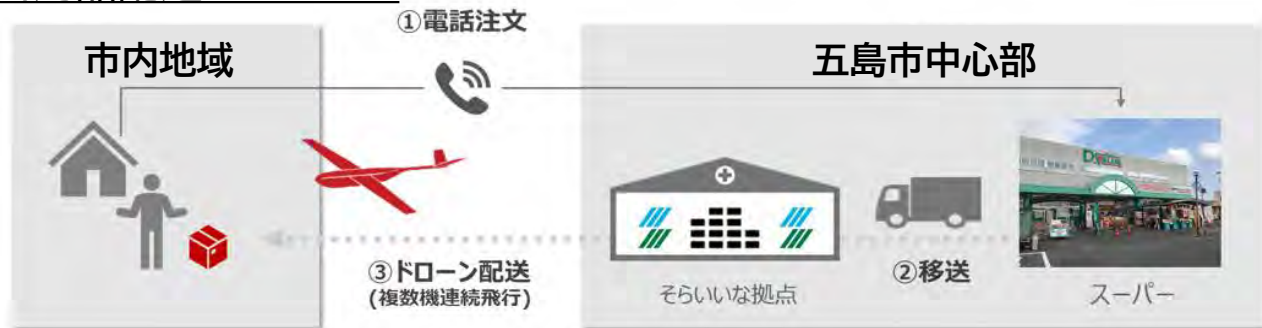 ①電話注文
市内地域
五島市中心部
③ドローン配送
(複数機連続飛行)
そらいいな拠点
②移送
スーパー